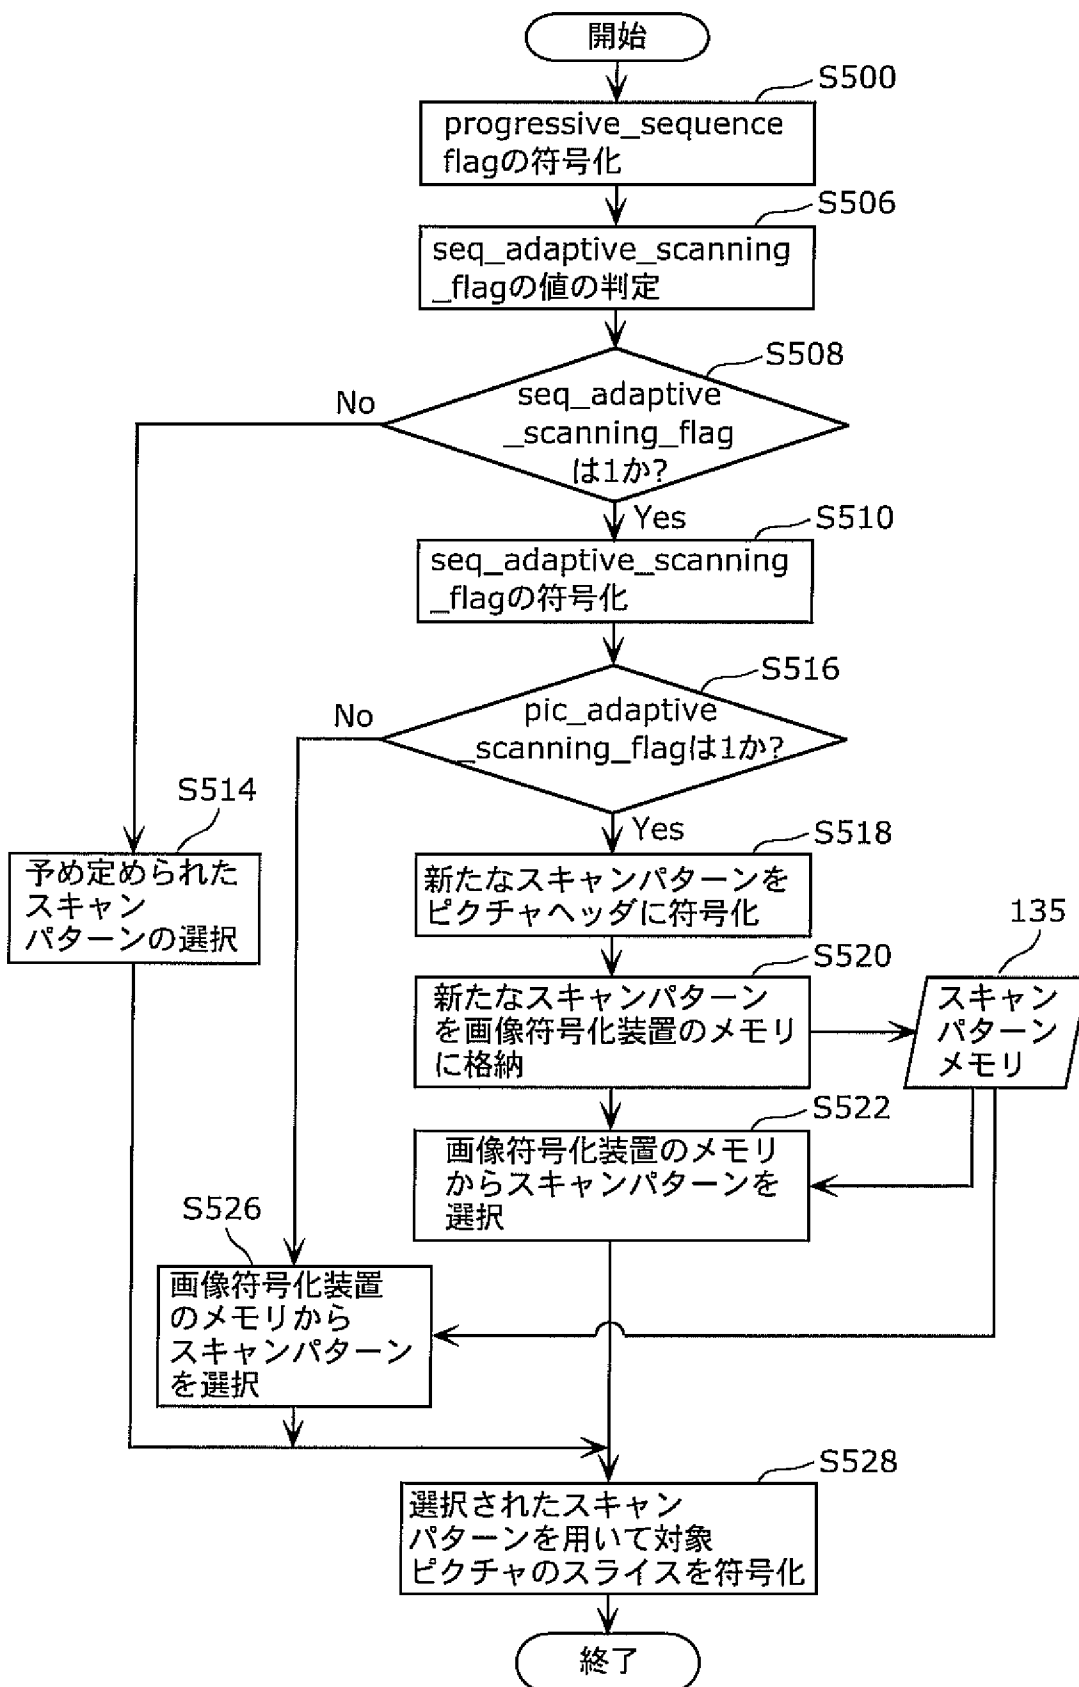 開始
S500
progressive_sequence
flagの符号化
S506
seq_adaptive_scanning
_flagの値の判定
S508
seq_adaptive
_scanning_flag
は1か?
No
Yes
S510
seq_adaptive_scanning
_flagの符号化
S516
pic_adaptive
_scanning_flagは1か?
No
Yes
S514
予め定められた
スキャン
パターンの選択
S518
新たなスキャンパターンを
ピクチャヘッダに符号化
S520
新たなスキャンパターン
を画像符号化装置のメモリ
に格納
135
スキャン
パターン
メモリ
S522
画像符号化装置のメモリ
からスキャンパターンを
選択
S526
画像符号化装置
のメモリから
スキャンパターン
を選択
S528
選択されたスキャン
パターンを用いて対象
ピクチャのスライスを符号化
終了